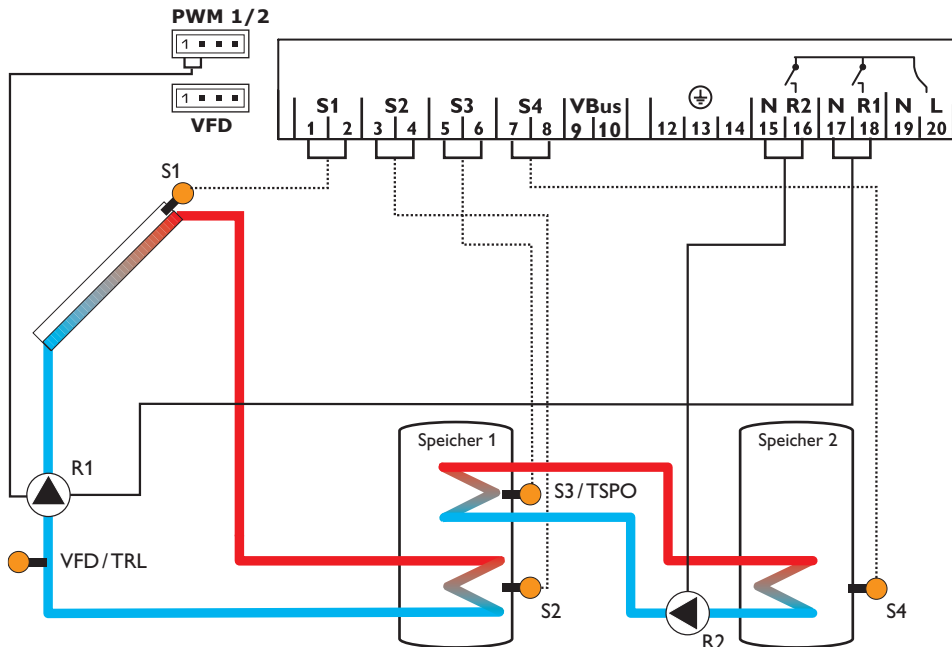 PWM 1/2
1
1
VFD
S1 S2 S3 S4 VBus N R2 N R1 N L
1 2 3 4 5 6 7 8 9 10 12 13 14 15 16 17 18 19 20
S1
Speicher 1
Speicher 2
R1
S3 / TSPO
VFD / TRL
S2
S4
R2